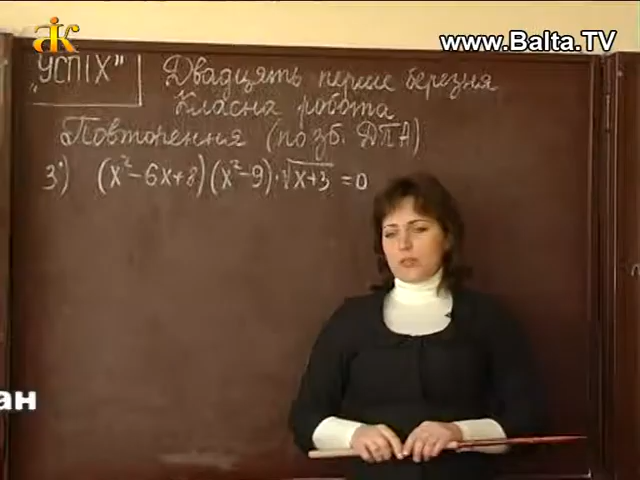 жк
www.Balta.TV
„УСПІХ"
Двадцять перше березня
Класна робота
Повторення (по зб. ДПА)
3°) (x²-6x+8)(x²-9)·√x+3 =0
ан